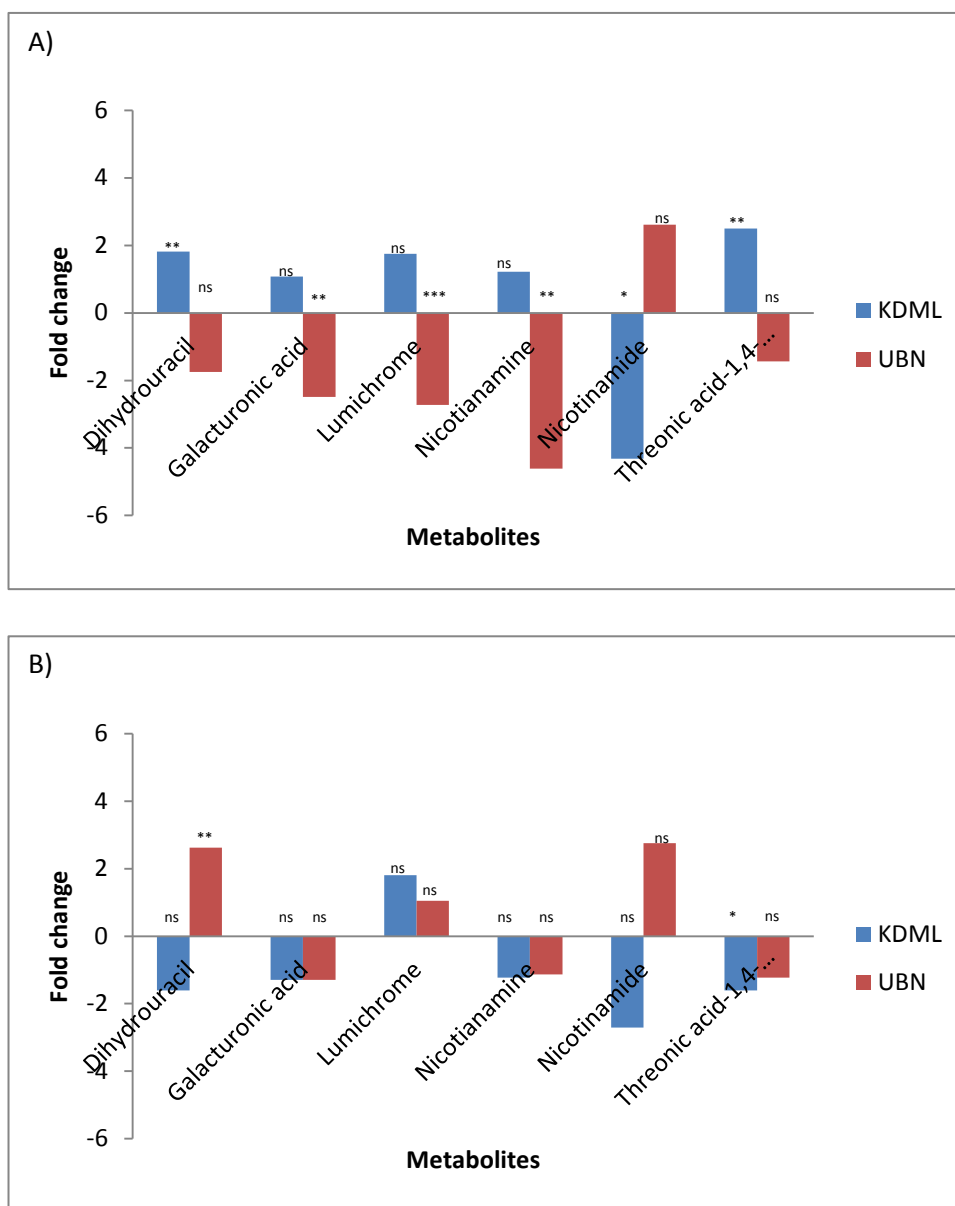 A)
6
4
2
0
-2
-4
-6
Fold change
** ns
ns **
ns ***
ns **
* ns
** ns
Dihydrouracil
Galacturonic acid
Lumichrome
Nicotianamine
Nicotinamide
Threonic acid-1,4-...
Metabolites
KDML
UBN
B)
6
4
2
0
-2
-4
-6
Fold change
ns **
ns ns
ns ns
ns ns
ns ns
* ns
Dihydrouracil
Galacturonic acid
Lumichrome
Nicotianamine
Nicotinamide
Threonic acid-1,4-...
Metabolites
KDML
UBN